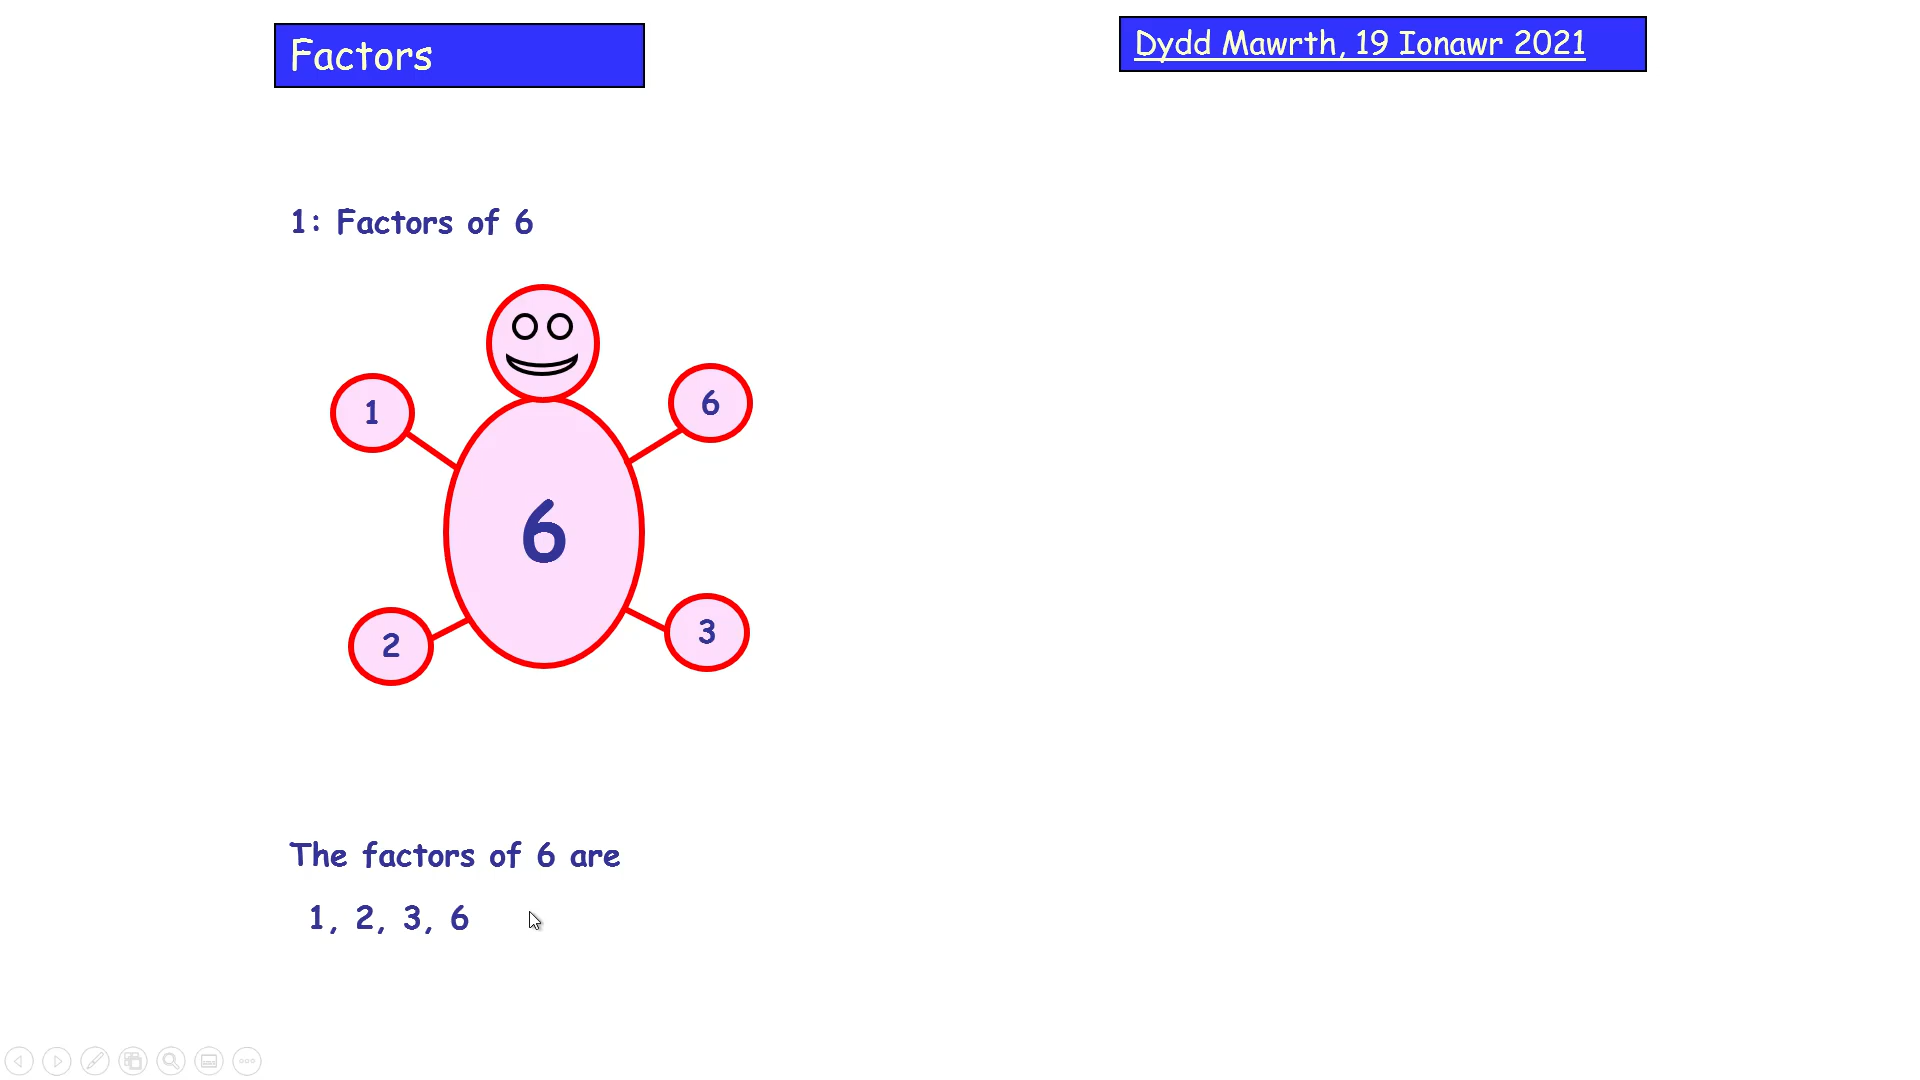 Factors
Dydd Mawrth, 19 Ionawr 2021
1: Factors of 6
1
6
6
2
3
The factors of 6 are
1, 2, 3, 6